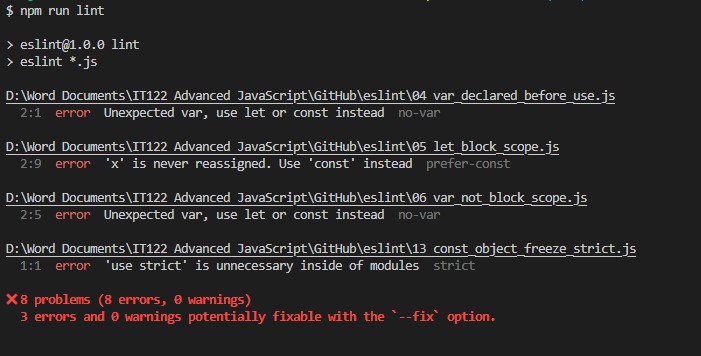 $ npm run lint
> eslint@1.0.0 lint
> eslint *.js
D:\Word Documents\IT122 Advanced JavaScript\GitHub\eslint\04 var_declared_before_use.js
2:1 error Unexpected var, use let or const instead no-var
D:\Word Documents\IT122 Advanced JavaScript\GitHub\eslint\05 let_block_scope.js
2:9 error 'x' is never reassigned. Use 'const' instead prefer-const
D:\Word Documents\IT122 Advanced JavaScript\GitHub\eslint\06 var_not_block_scope.js
2:5 error Unexpected var, use let or const instead no-var
D:\Word Documents\IT122 Advanced JavaScript\GitHub\eslint\13 const_object_freeze_strict.js
1:1 error 'use strict' is unnecessary inside of modules strict
✖ 8 problems (8 errors, 0 warnings)
3 errors and 0 warnings potentially fixable with the `--fix` option.